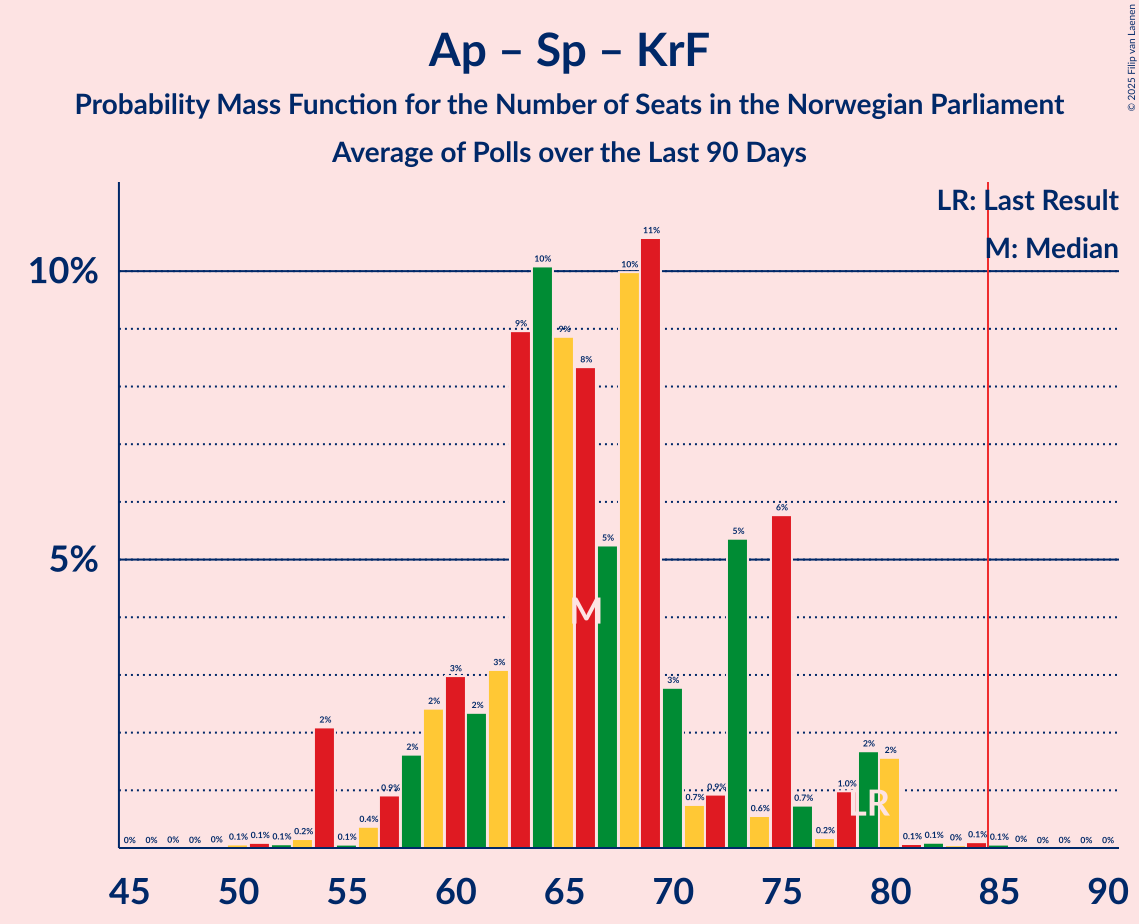 Ap – Sp – KrF
Probability Mass Function for the Number of Seats in the Norwegian Parliament
Average of Polls over the Last 90 Days
© 2025 Filip van Laenen
LR: Last Result
M: Median
10%
5%
0% 0% 0% 0% 0% 0.1% 0.1% 0.1% 0.2% 2% 0.1% 0.4% 0.9% 2% 2% 3% 2% 3% 9% 10% 9% 8% 5% 10% 11% 3% 0.7% 0.9% 5% 0.6% 6% 0.7% 0.2% 1.0% 2% 2% 0.1% 0.1% 0% 0.1% 0.1% 0% 0% 0% 0% 0%
M
LR
45 50 55 60 65 70 75 80 85 90